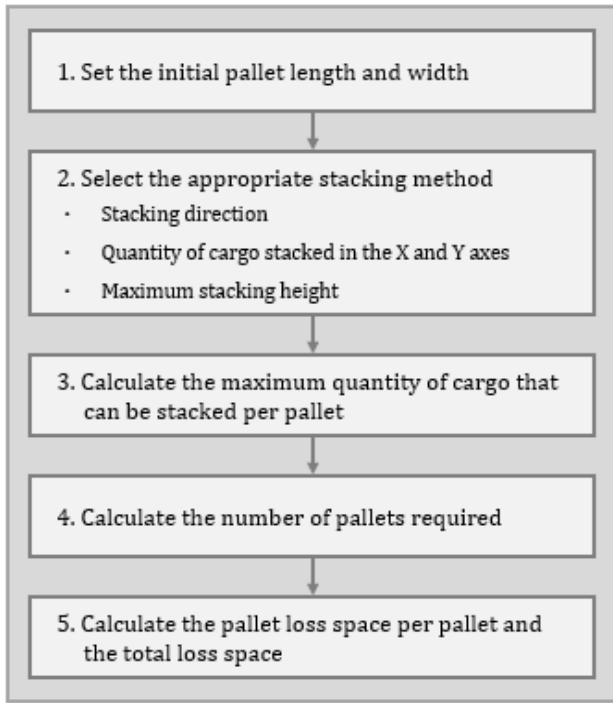 1. Set the initial pallet length and width
2. Select the appropriate stacking method
· Stacking direction
· Quantity of cargo stacked in the X and Y axes
· Maximum stacking height
3. Calculate the maximum quantity of cargo that
can be stacked per pallet
4. Calculate the number of pallets required
5. Calculate the pallet loss space per pallet and
the total loss space